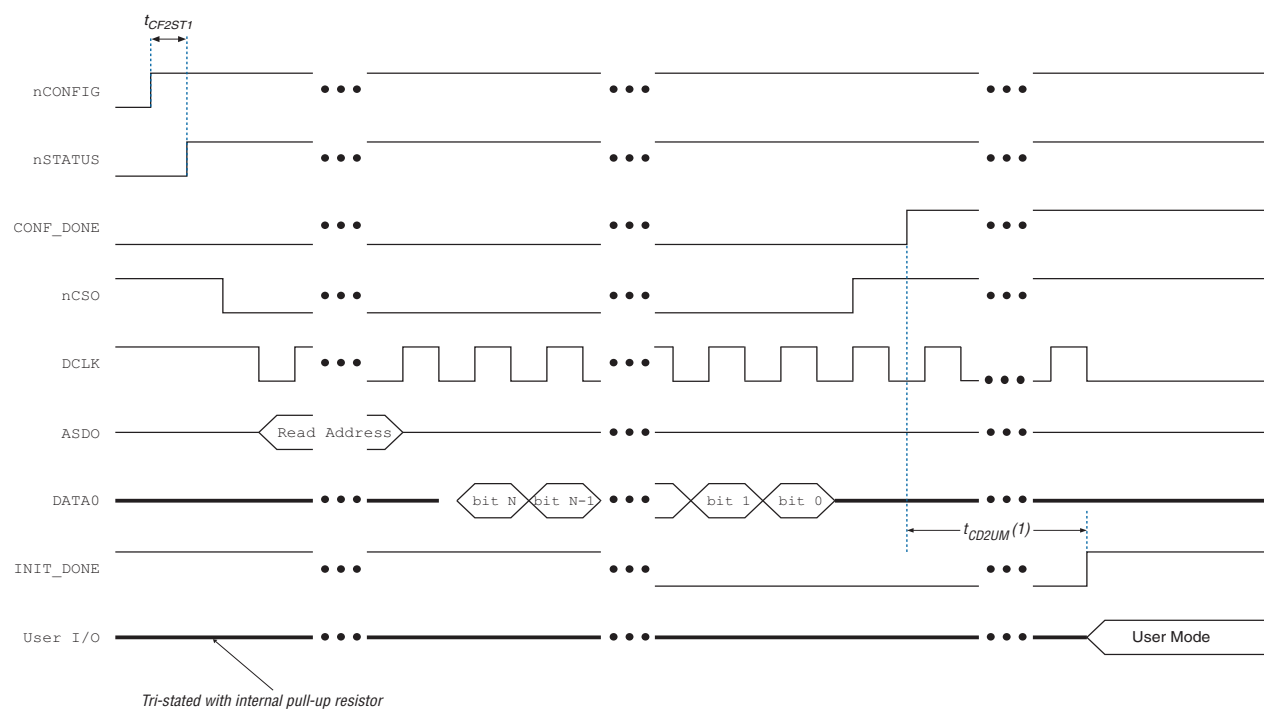 tCF2ST1
nCONFIG
nSTATUS
CONF_DONE
nCSO
DCLK
ASDO
Read Address
DATA0
bit N
bit N-1
bit 1
bit 0
tCD2UM (1)
INIT_DONE
User I/O
User Mode
Tri-stated with internal pull-up resistor